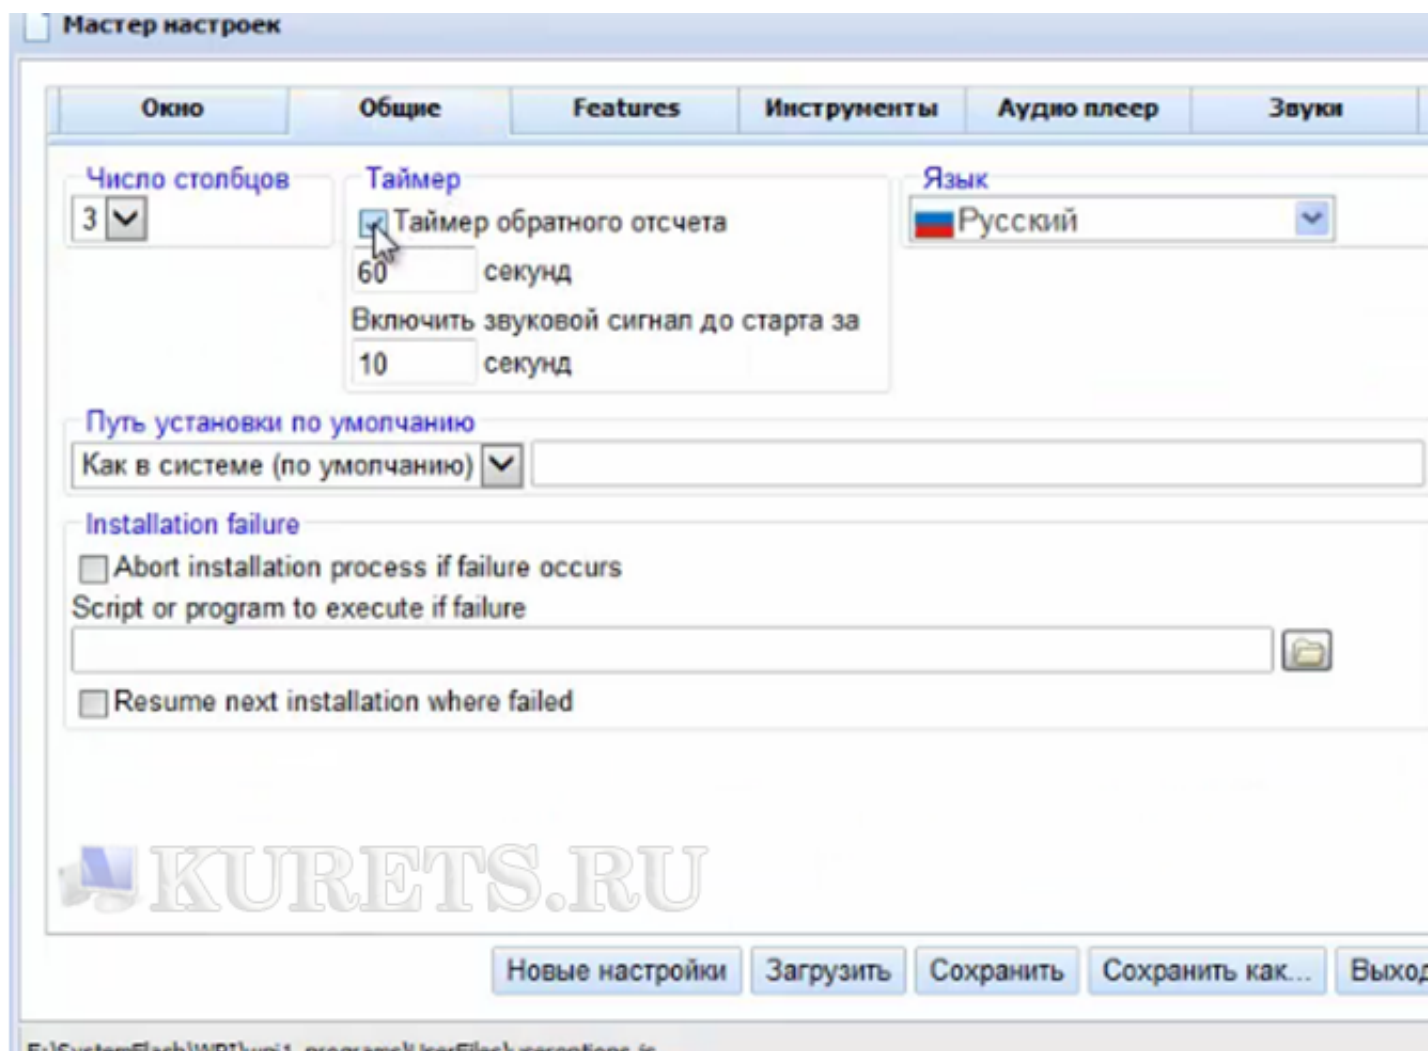 Мастер настроек
Окно Общие Features Инструменты Аудио плеер Звуки
Число столбцов Таймер Язык
3 Таймер обратного отсчета Русский
60 секунд
Включить звуковой сигнал до старта за
10 секунд
Путь установки по умолчанию
Как в системе (по умолчанию)
Installation failure
Abort installation process if failure occurs
Script or program to execute if failure
Resume next installation where failed
KURETS.RU
Новые настройки Загрузить Сохранить Сохранить как... Выход